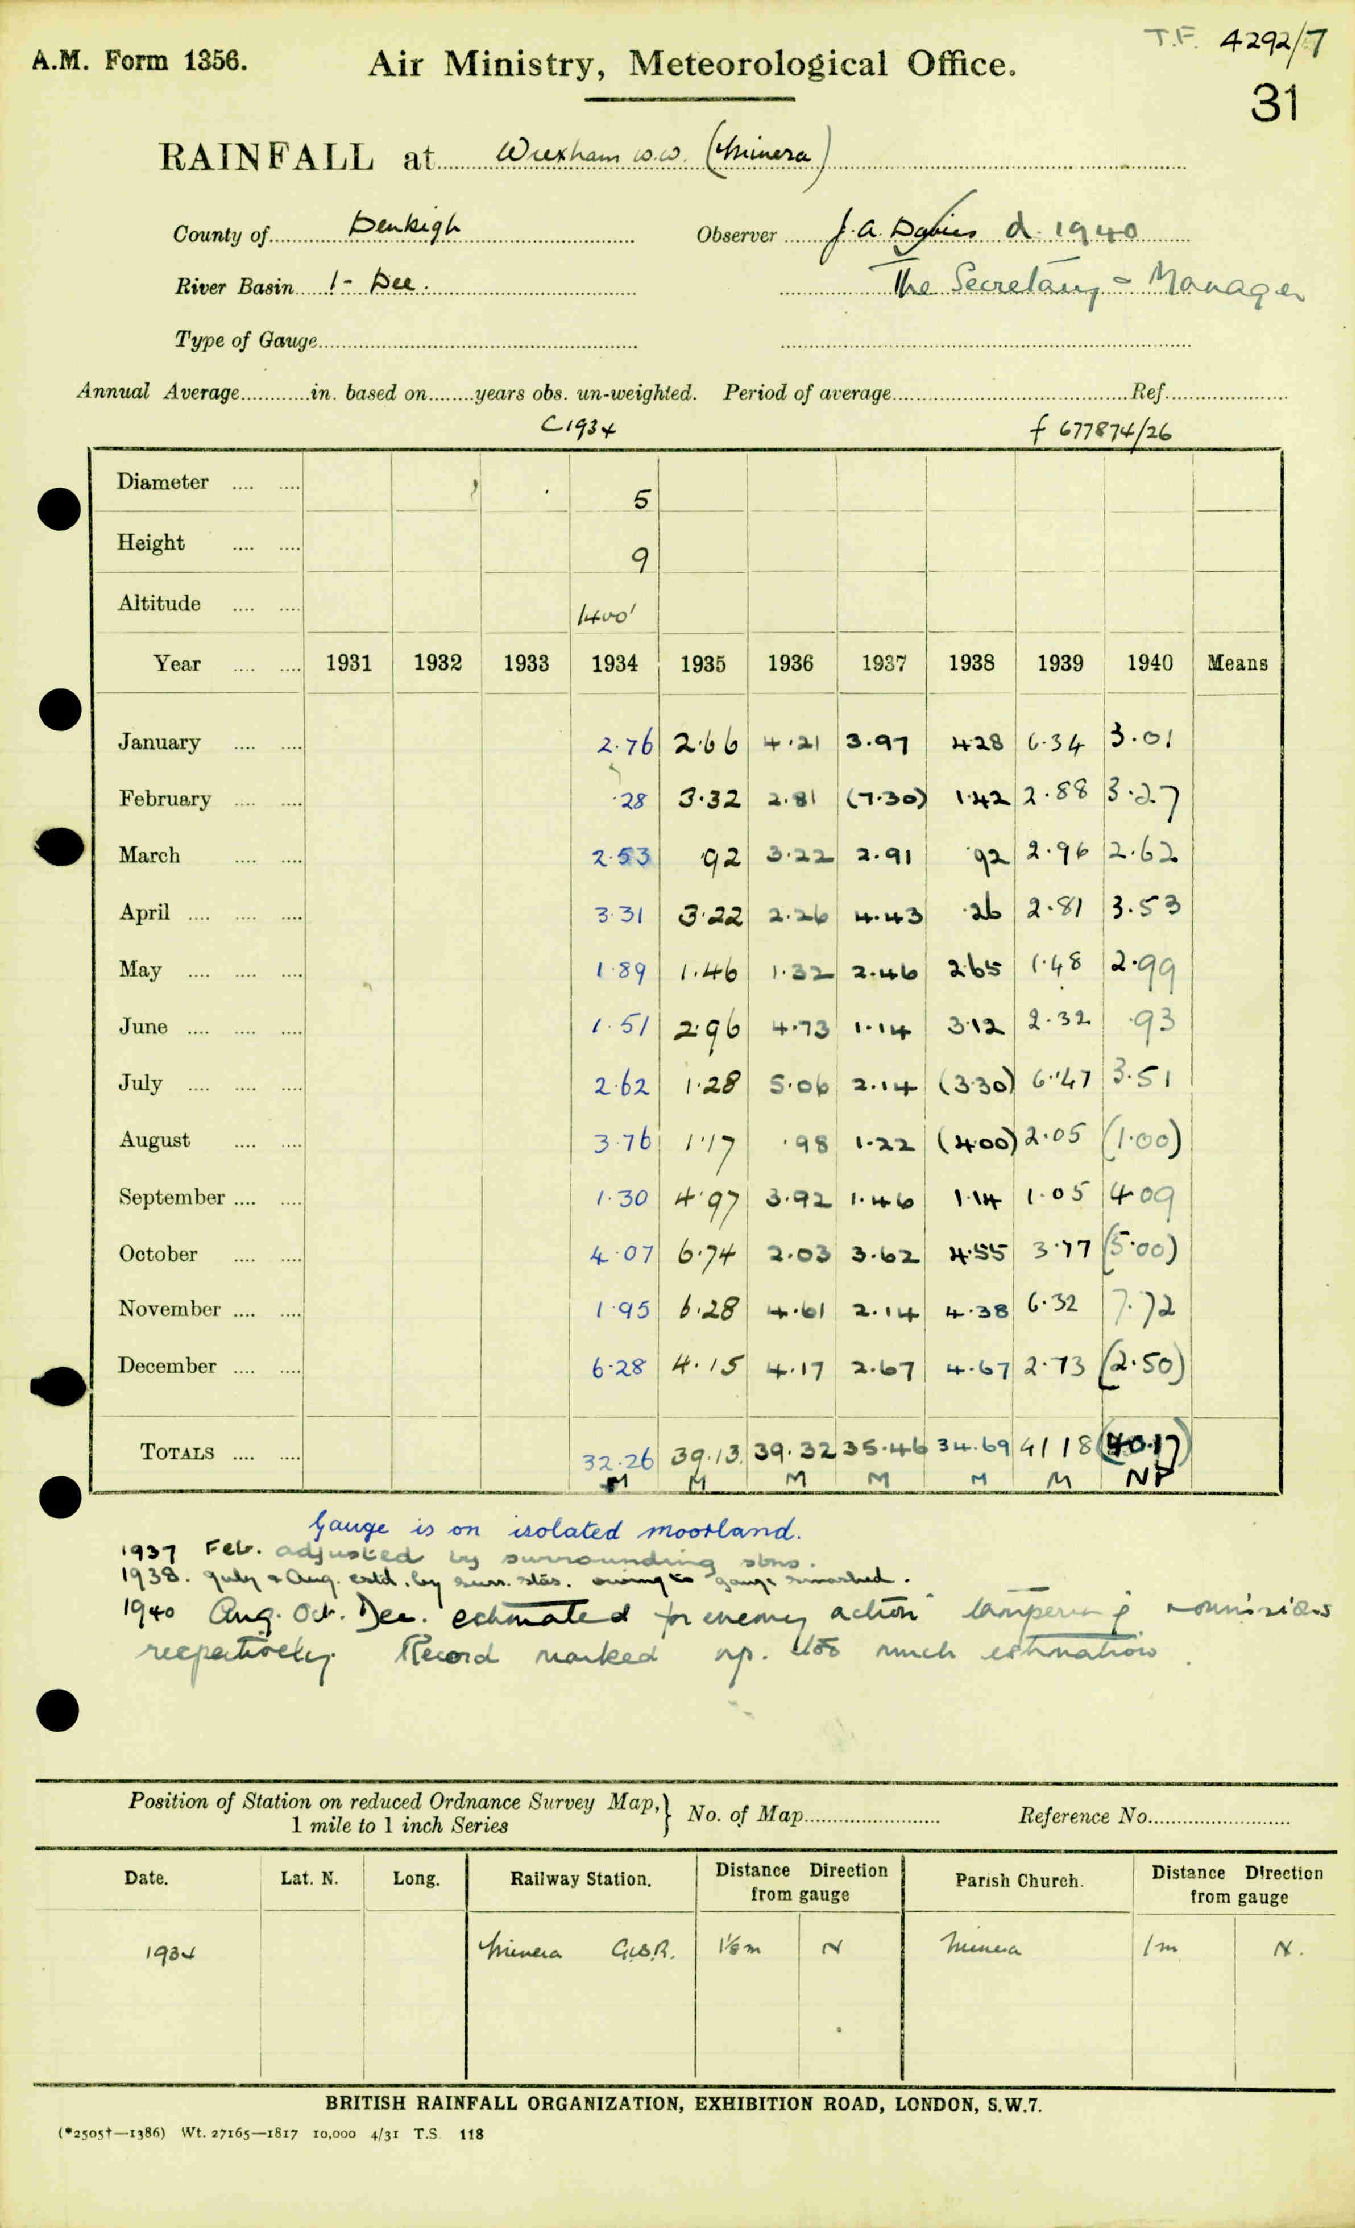 T.F. 4292/7
A.M. Form 1356. Air Ministry, Meteorological Office.
31
RAINFALL at Wrexham W.W. (Minera)
County of Denbigh Observer J. A. Davies d. 1940
River Basin 1 - Dee. The Secretary - Manager
Type of Gauge
Annual Average in. based on years obs. un-weighted. Period of average Ref.
C1934 f 677874/26
Diameter .... .... 5
Height .... .... 9
Altitude .... .... 1400'
Year .... .... 1931 1932 1933 1934 1935 1936 1937 1938 1939 1940 Means
January .... .... 2.76 2.66 4.21 3.97 4.28 6.34 3.01
February .... .... .28 3.32 2.81 (7.30) 1.42 2.88 3.27
March .... .... 2.53 .92 3.22 2.91 .92 2.96 2.62
April .... .... .... 3.31 3.22 2.26 4.43 .26 2.81 3.53
May .... .... .... 1.89 1.46 1.32 2.46 2.65 1.48 2.99
June .... .... .... 1.51 2.96 4.73 1.14 3.12 2.32 .93
July .... .... .... 2.62 1.28 5.06 2.14 (3.30) 6.47 3.51
August .... .... 3.76 1.17 .98 1.22 (4.00) 2.05 (1.00)
September .... .... 1.30 4.97 3.92 1.46 1.14 1.05 4.09
October .... .... 4.07 6.74 2.03 3.62 4.55 3.77 (5.00)
November .... .... 1.95 6.28 4.61 2.14 4.38 6.32 7.72
December .... .... 6.28 4.15 4.17 2.67 4.67 2.73 (2.50)
TOTALS .... .... 32.26 39.13 39.32 35.46 34.69 41 18 (40.17)
M M M M M M NP
Gauge is on isolated moorland.
1937 Feb. adjusted by surrounding stns.
1938. July & Aug. estd. by surr. stns. owing to gauge smashed.
1940 Aug. Oct. Dec. estimated for enemy action tampering &
respectively. Record marked np. too much estimation.
Position of Station on reduced Ordnance Survey Map, } No. of Map Reference No.
1 mile to 1 inch Series
Date. Lat. N. Long. Railway Station. Distance Direction from gauge Parish Church. Distance Direction from gauge
1934 Minera G.W.R. 1⅛m N Minera 1m N.
BRITISH RAINFALL ORGANIZATION, EXHIBITION ROAD, LONDON, S.W.7.
(*2505†—1386) Wt. 27165—1817 10,000 4/31 T.S. 118